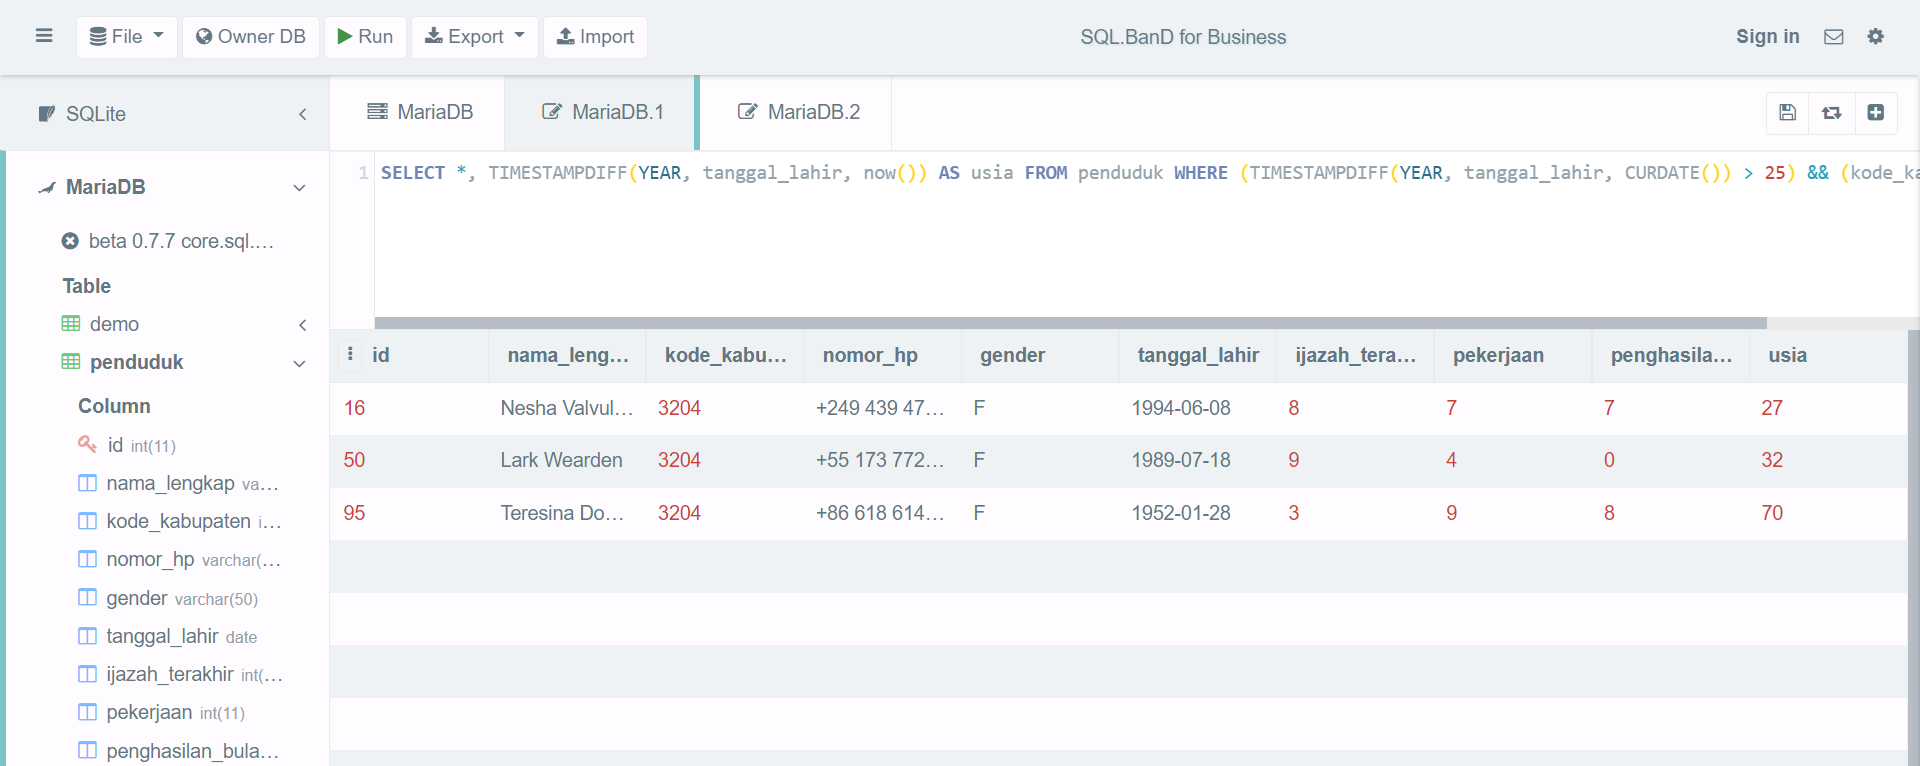 File Owner DB Run Export Import SQL.BanD for Business Sign in
SQLite
MariaDB
beta 0.7.7 core.sql....
Table
demo
penduduk
Column
id int(11)
nama_lengkap va...
kode_kabupaten i...
nomor_hp varchar(...
gender varchar(50)
tanggal_lahir date
ijazah_terakhir int(...
pekerjaan int(11)
penghasilan_bula...
MariaDB MariaDB.1 MariaDB.2
1 SELECT *, TIMESTAMPDIFF(YEAR, tanggal_lahir, now()) AS usia FROM penduduk WHERE (TIMESTAMPDIFF(YEAR, tanggal_lahir, CURDATE()) > 25) && (kode_ka
id nama_leng... kode_kabu... nomor_hp gender tanggal_lahir ijazah_tera... pekerjaan penghasila... usia
16 Nesha Valvul... 3204 +249 439 47... F 1994-06-08 8 7 7 27
50 Lark Wearden 3204 +55 173 772... F 1989-07-18 9 4 0 32
95 Teresina Do... 3204 +86 618 614... F 1952-01-28 3 9 8 70